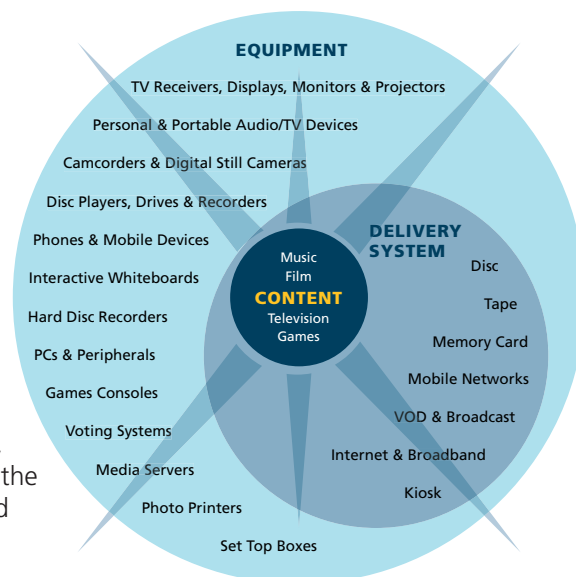 EQUIPMENT
TV Receivers, Displays, Monitors & Projectors
Personal & Portable Audio/TV Devices
Camcorders & Digital Still Cameras
Disc Players, Drives & Recorders
Phones & Mobile Devices
Interactive Whiteboards
Hard Disc Recorders
PCs & Peripherals
Games Consoles
Voting Systems
Media Servers
Photo Printers
Set Top Boxes
Music
Film
CONTENT
Television
Games
DELIVERY
SYSTEM
Disc
Tape
Memory Card
Mobile Networks
VOD & Broadcast
Internet & Broadband
Kiosk
the